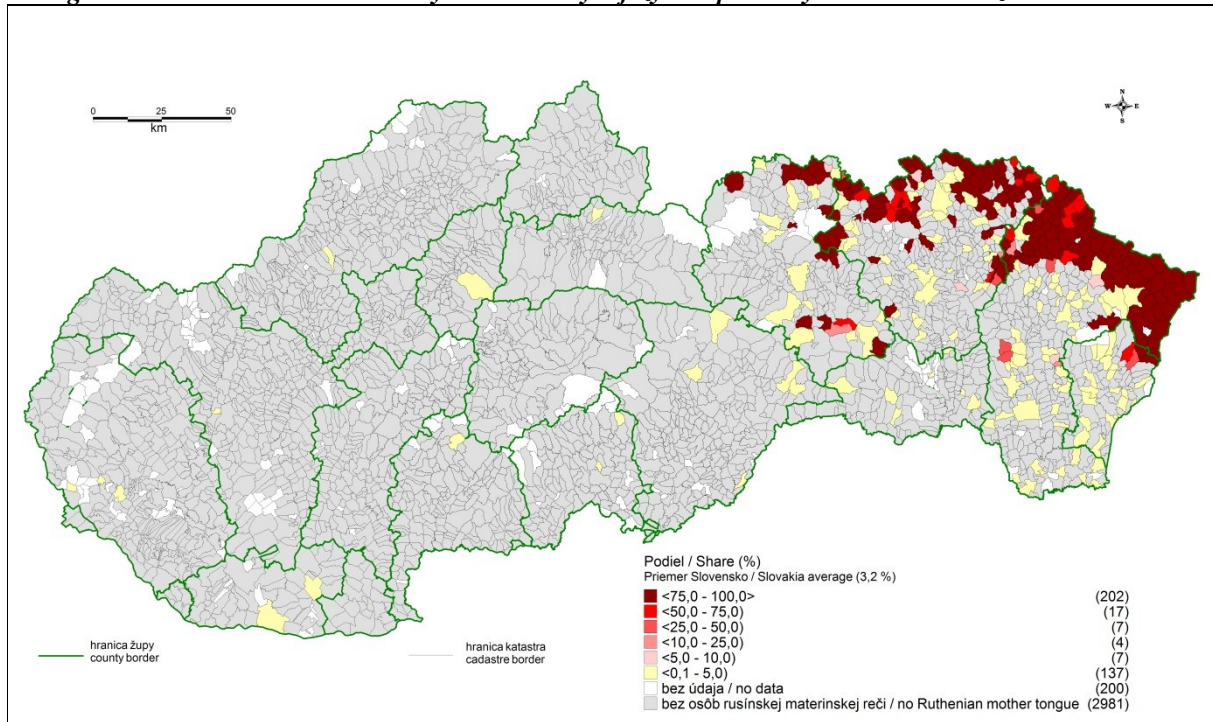 0 25 50
km
N
W E
S
Podiel / Share (%)
Priemer Slovensko / Slovakia average (3,2 %)
<75,0 - 100,0> (202)
<50,0 - 75,0) (17)
<25,0 - 50,0) (7)
<10,0 - 25,0) (4)
<5,0 - 10,0) (7)
<0,1 - 5,0) (137)
bez údaja / no data (200)
bez osôb rusínskej materinskej reči / no Ruthenian mother tongue (2981)
hranica župy
county border
hranica katastra
cadastre border